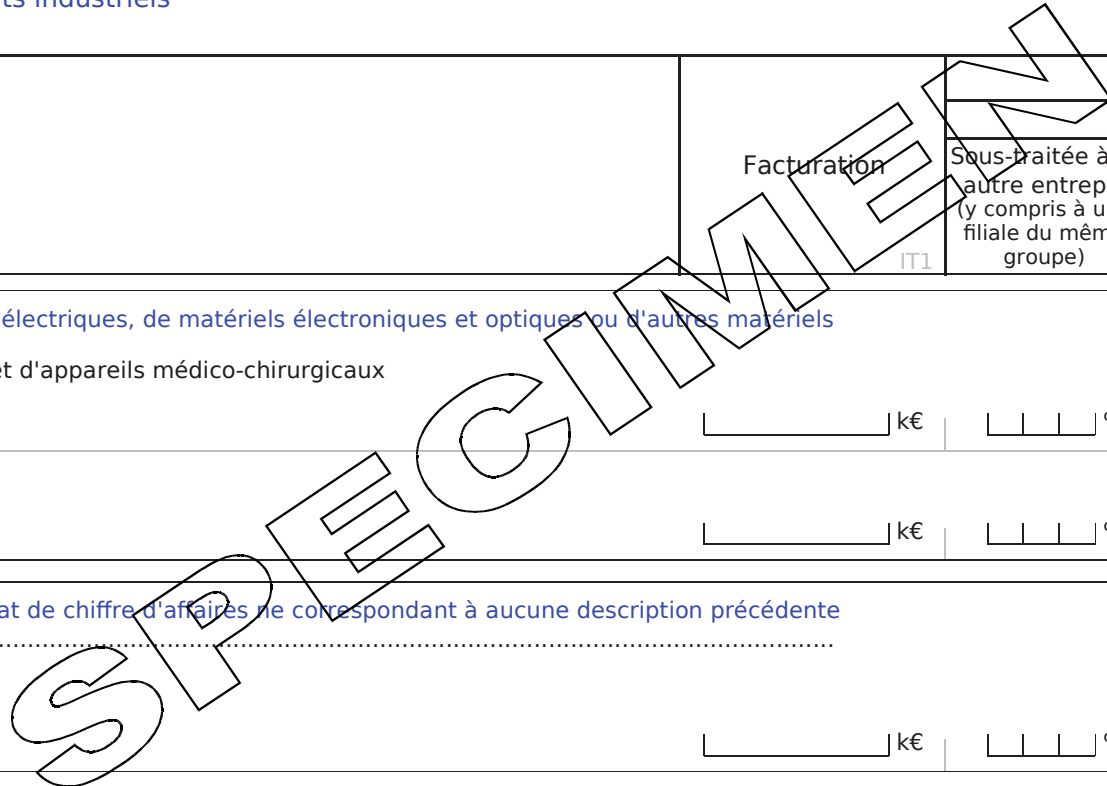 ts industriels
Facturation
IT1
Sous-traitée à
autre entrep
(y compris à u
filiale du mêm
groupe)
électriques, de matériels électroniques et optiques ou d'autres matériels
et d'appareils médico-chirurgicaux
k€
k€
at de chiffre d'affaires ne correspondant à aucune description précédente
k€
SPECIMEN